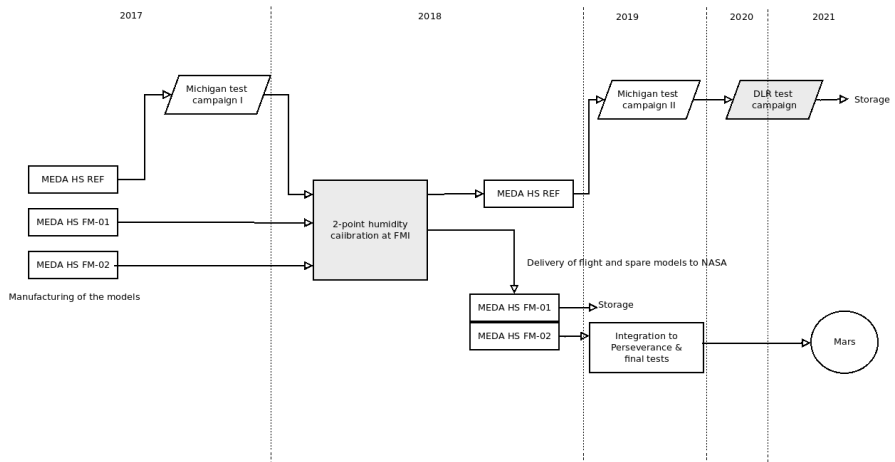 2017
2018
2019
2020
2021
Michigan test
campaign I
Michigan test
campaign II
DLR test
campaign
Storage
MEDA HS REF
MEDA HS REF
MEDA HS FM-01
2-point humidity
calibration at FMI
MEDA HS FM-02
Delivery of flight and spare models to NASA
Manufacturing of the models
MEDA HS FM-01
Storage
MEDA HS FM-02
Integration to
Perseverance &
final tests
Mars